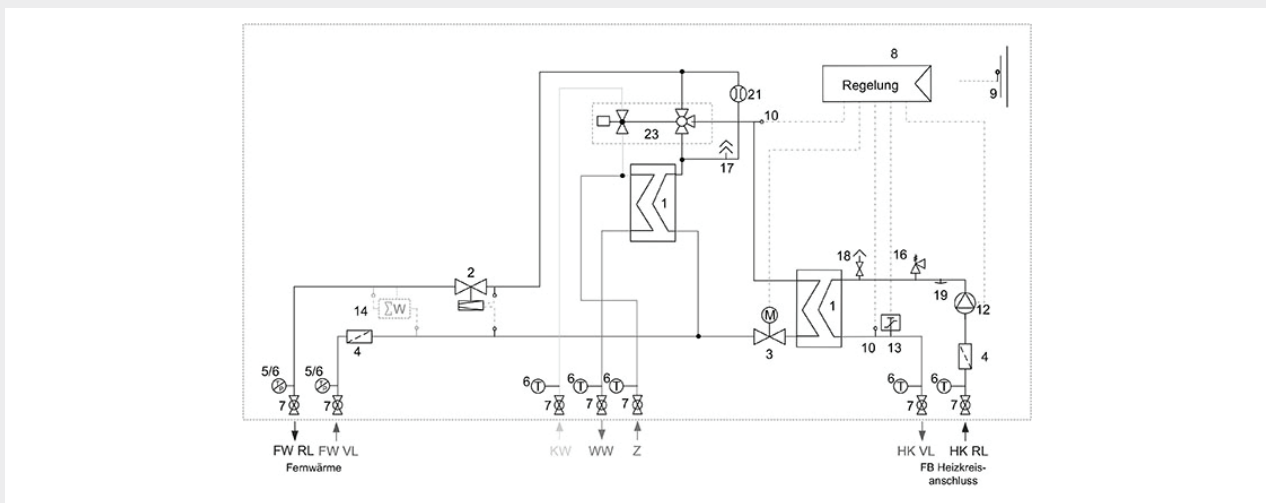 8
Regelung
9
21
10
23
17
1
2
18
16
14
ΣW
M
1
19
12
4
3
10
13
4
5/6
5/6
6
T
6
T
6
T
6
T
6
T
7
7
7
7
7
7
7
FW RL
FW VL
KW
WW
Z
HK VL
HK RL
Fernwärme
FB Heizkreis-
anschluss